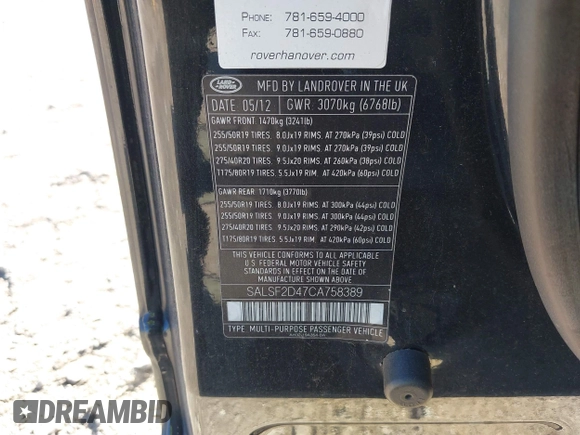 PHONE: 781-659-4000
FAX: 781-659-0880
roverhanover.com
LAND ROVER
MFD BY LANDROVER IN THE UK
DATE 05/12 GWR. 3070kg (6768lb)
GAWR FRONT: 1470kg (3241lb)
255/50R19 TIRES 8.0Jx19 RIMS. AT 270kPa (39psi) COLD
255/50R19 TIRES 9.0Jx19 RIMS. AT 270kPa (39psi) COLD
275/40R20 TIRES 9.5Jx20 RIMS. AT 260kPa (38psi) COLD
T175/80R19 TIRES 5.5Jx19 RIM AT 420kPa (60psi) COLD
GAWR REAR: 1710kg (3770lb)
255/50R19 TIRES 8.0Jx19 RIMS. AT 300kPa (44psi) COLD
255/50R19 TIRES 9.0Jx19 RIMS. AT 300kPa (44psi) COLD
275/40R20 TIRES 9.5Jx20 RIMS. AT 290kPa (42psi) COLD
T175/80R19 TIRES 5.5Jx19 RIM AT 420kPa (60psi) COLD
THIS VEHICLE CONFORMS TO ALL APPLICABLE
U.S FEDERAL MOTOR VEHICLE SAFETY
STANDARDS IN EFFECT ON THE DATE OF
MANUFACTURE SHOWN ABOVE
SALSF2D47CA758389
TYPE: MULTI-PURPOSE PASSENGER VEHICLE
DREAMBID